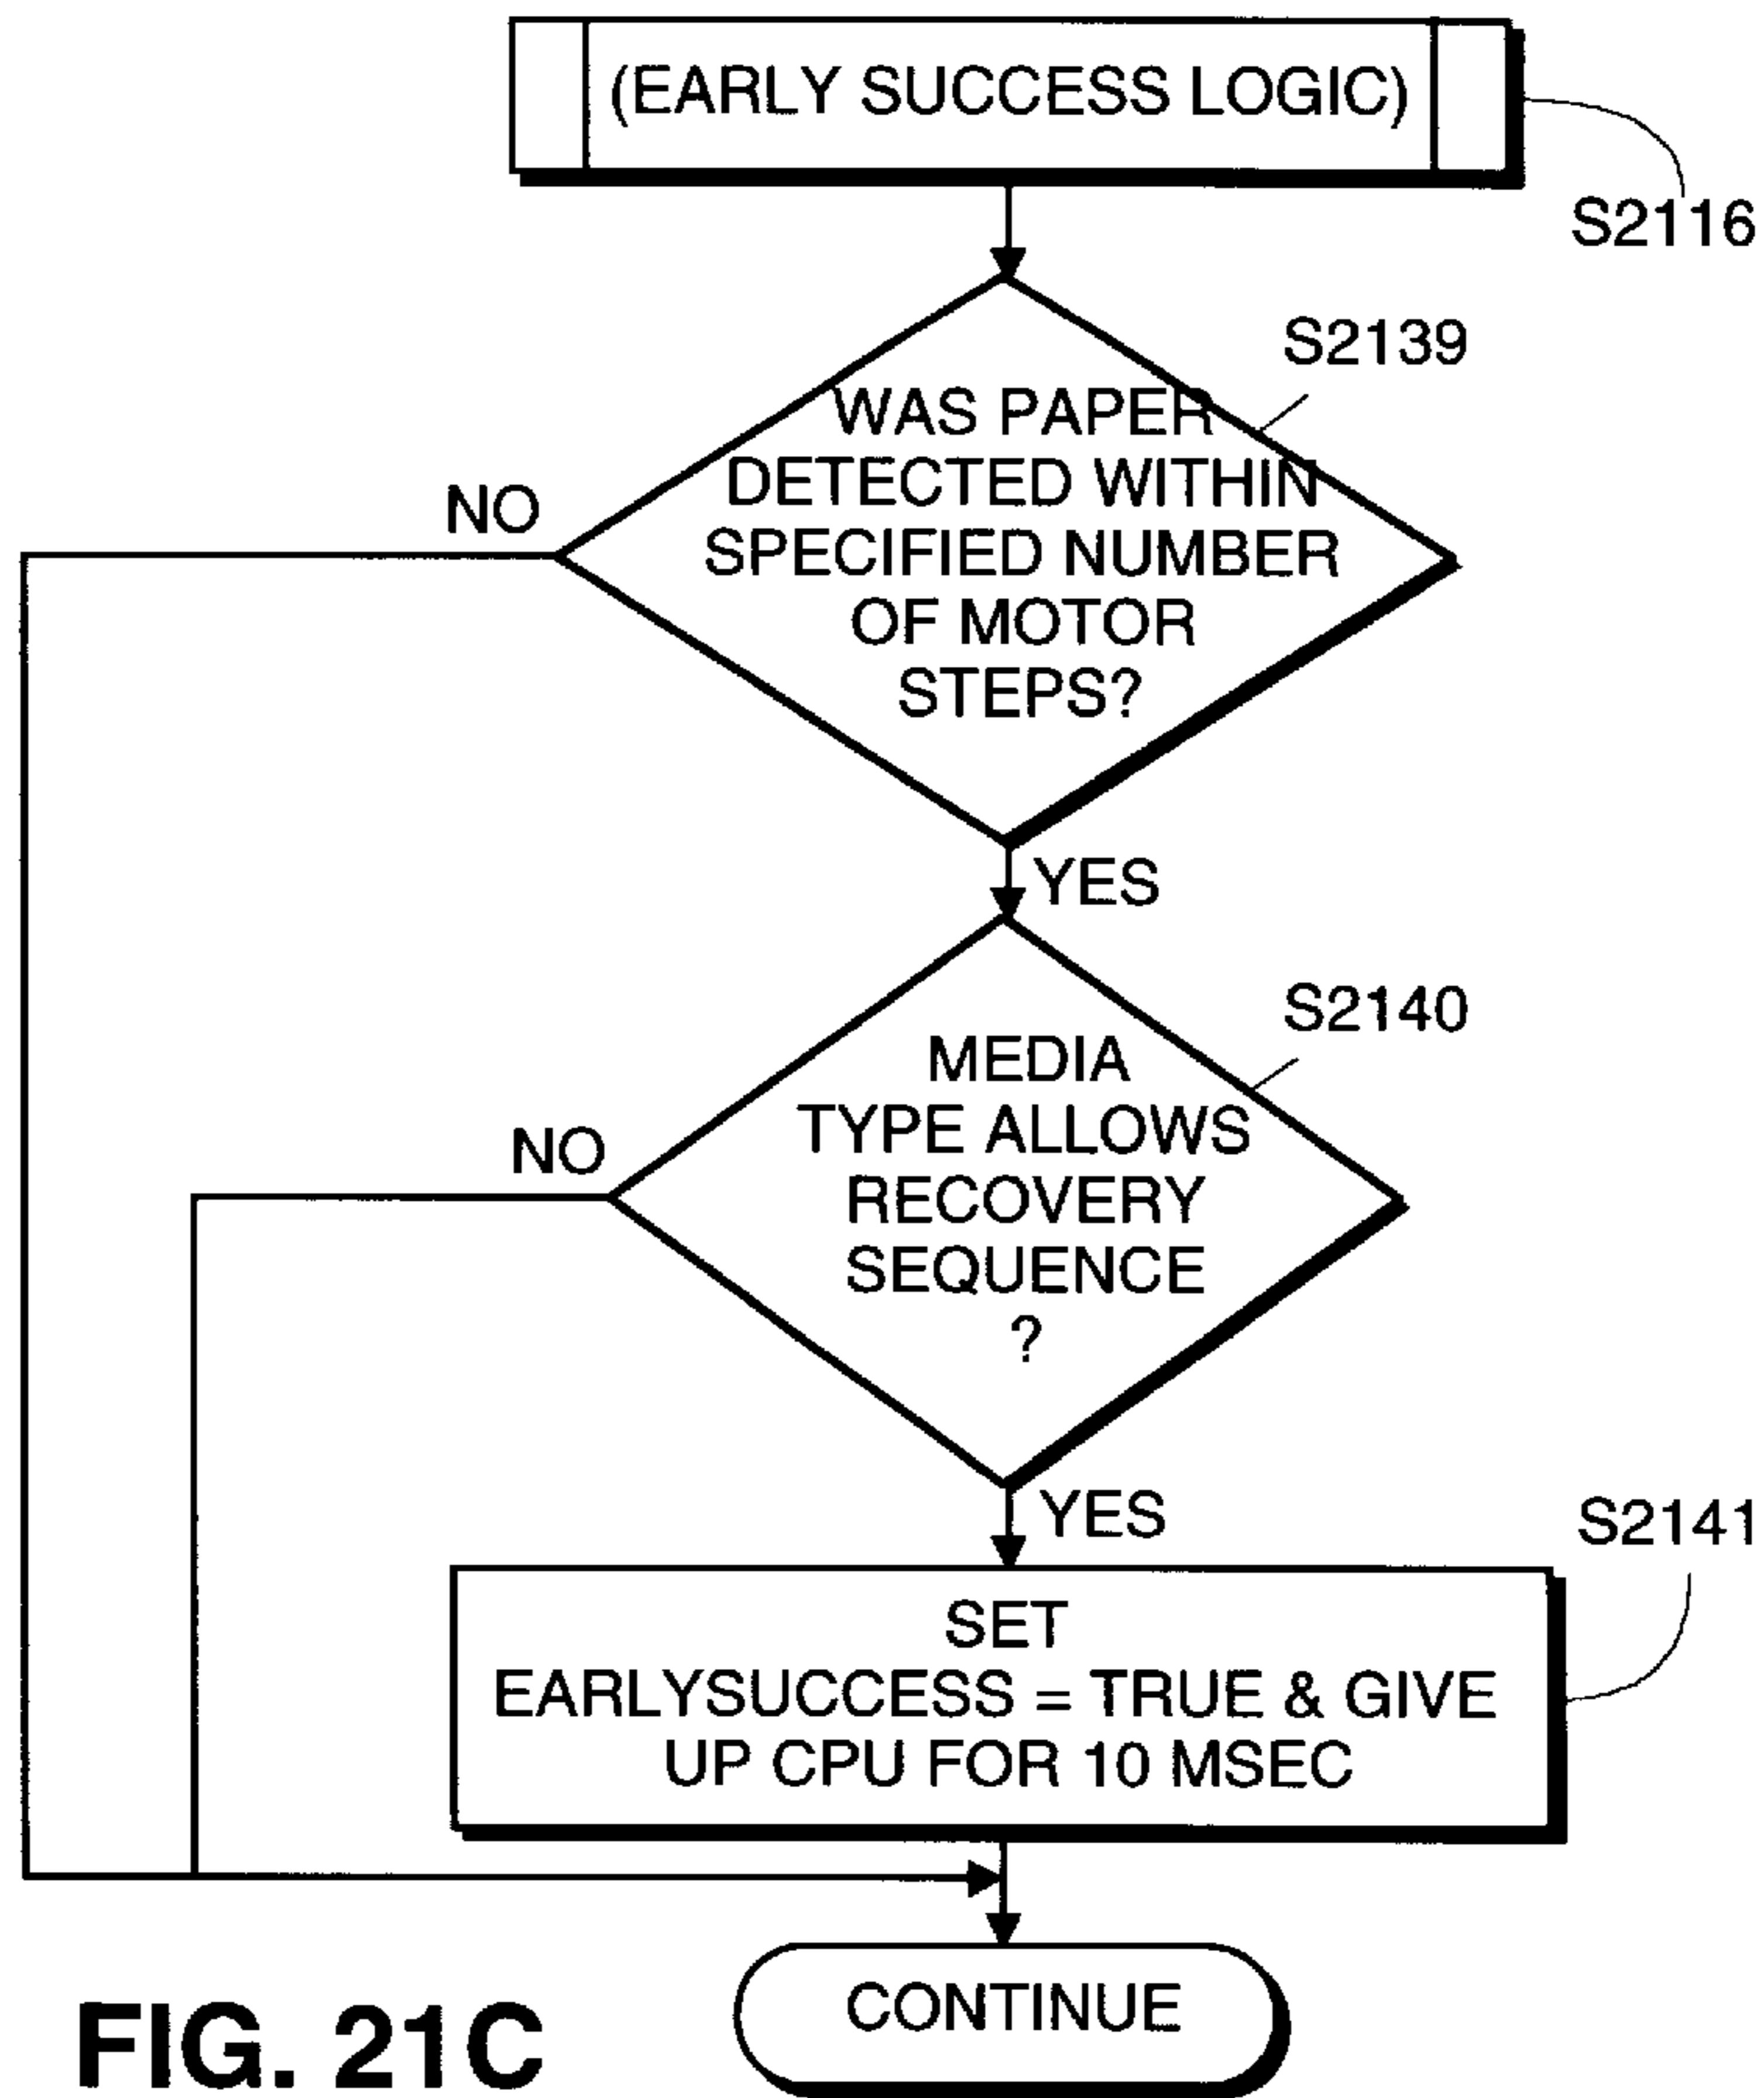 (EARLY SUCCESS LOGIC)
S2116
S2139
WAS PAPER
DETECTED WITHIN
SPECIFIED NUMBER
OF MOTOR
STEPS?
NO
YES
S2140
MEDIA
TYPE ALLOWS
RECOVERY
SEQUENCE
?
NO
YES
S2141
SET
EARLYSUCCESS = TRUE & GIVE
UP CPU FOR 10 MSEC
CONTINUE
FIG. 21C